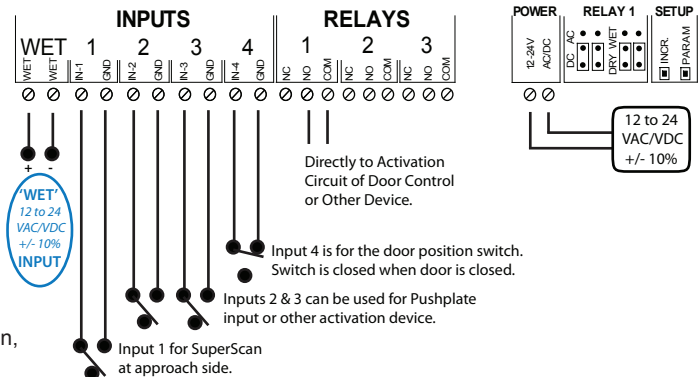 INPUTS RELAYS
WET 1 2 3 4 1 2 3
WET WET IN-1 GND IN-2 GND IN-3 GND IN-4 GND NC NO COM NC NO COM NC NO COM
POWER RELAY 1 SETUP
12-24V AC/DC DC AC DRY WET INCR. PARAM
12 to 24
VAC/VDC
+/- 10%
+ -
'WET'
12 to 24
VAC/VDC
+/- 10%
INPUT
Directly to Activation
Circuit of Door Control
or Other Device.
Input 4 is for the door position switch.
Switch is closed when door is closed.
Inputs 2 & 3 can be used for Pushplate
input or other activation device.
n,
Input 1 for SuperScan
at approach side.